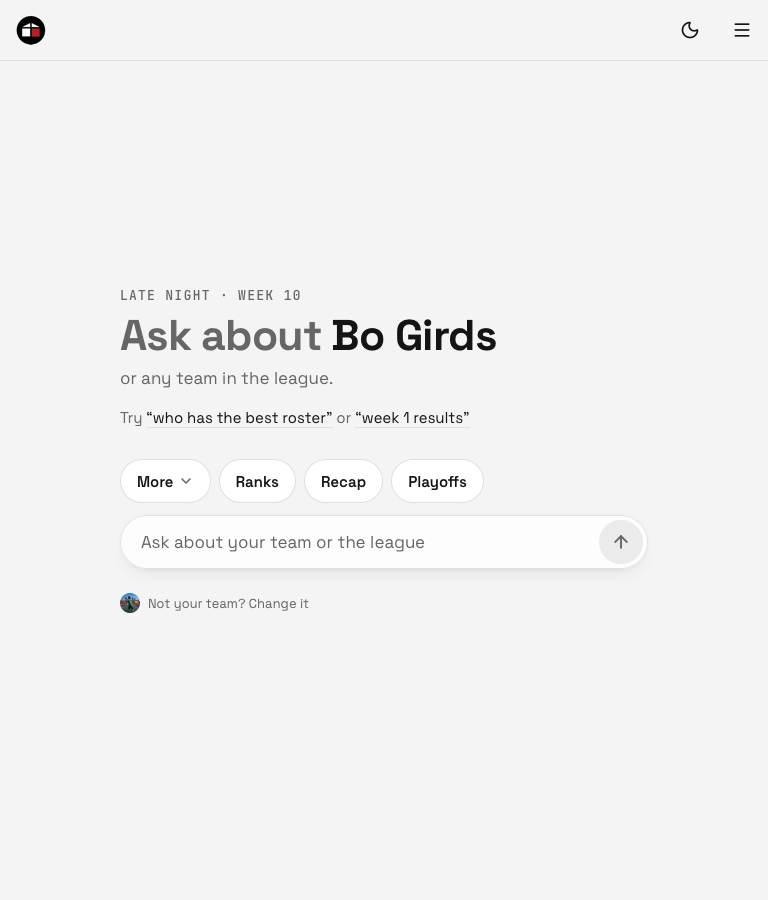 LATE NIGHT · WEEK 10
Ask about Bo Girds
or any team in the league.
Try “who has the best roster” or “week 1 results”
More Ranks Recap Playoffs
Ask about your team or the league
Not your team? Change it